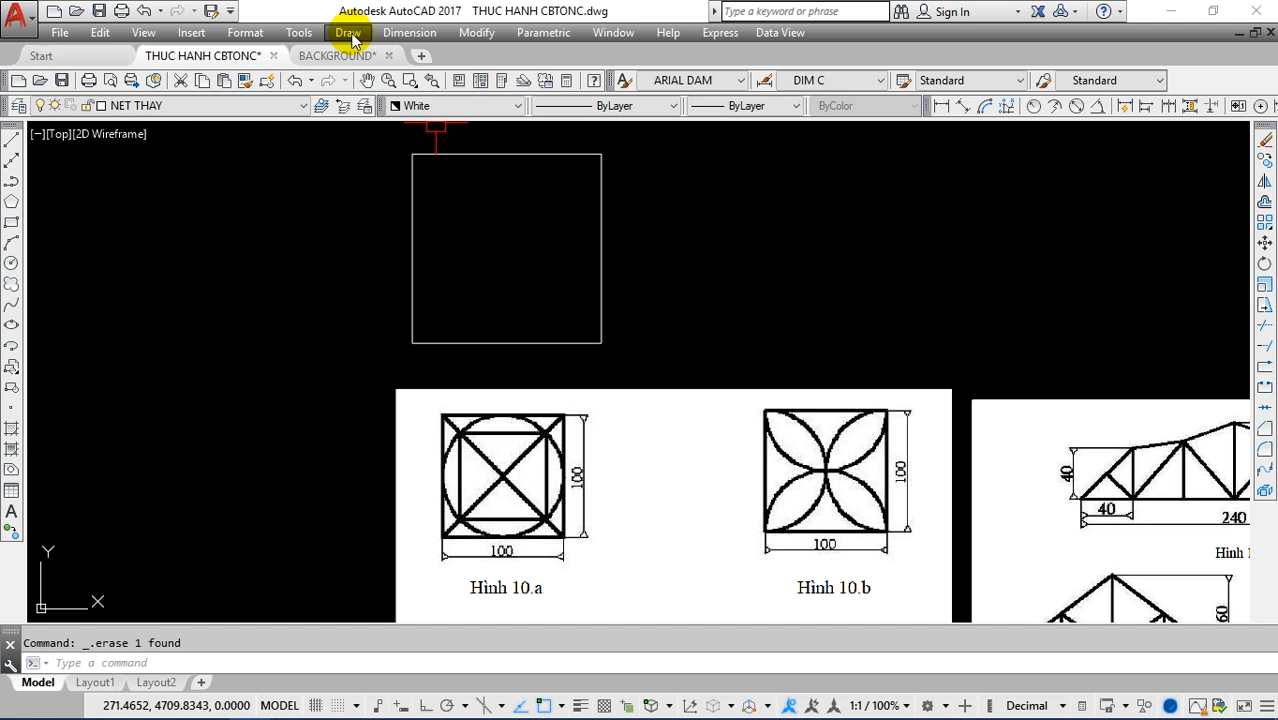 Autodesk AutoCAD 2017 THUC HANH CBTONC.dwg
Type a keyword or phrase
Sign In
File Edit View Insert Format Tools Draw Dimension Modify Parametric Window Help Express Data View
Start THUC HANH CBTONC* BACKGROUND*
ARIAL DAM DIM C Standard Standard
NET THAY White ByLayer ByLayer ByColor
[−][Top][2D Wireframe]
100
100
Hình 10.a
100
100
Hình 10.b
40
40
240
Hình 1
60
Y
X
Command: _.erase 1 found
Type a command
Model Layout1 Layout2
271.4652, 4709.8343, 0.0000 MODEL 1:1 / 100% Decimal